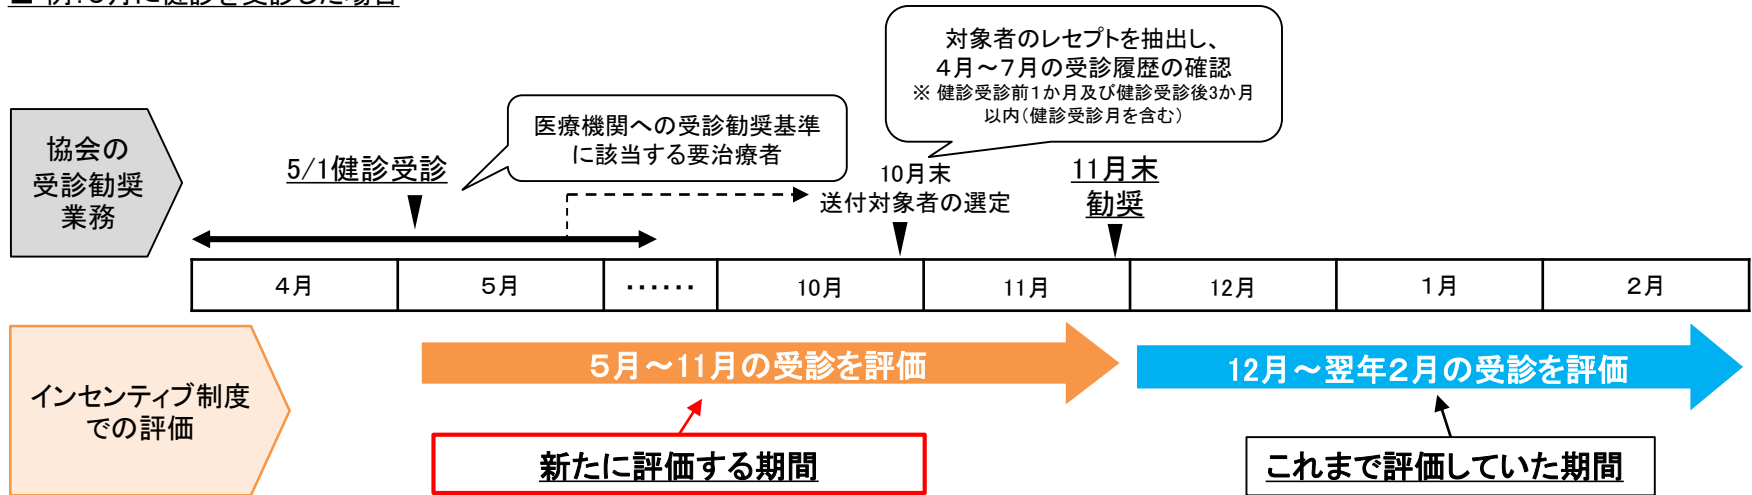 対象者のレセプトを抽出し、
４月～７月の受診履歴の確認
※ 健診受診前１か月及び健診受診後3か月
以内（健診受診月を含む）
医療機関への受診勧奨基準
に該当する要治療者
協会の
受診勧奨
業務
5/1健診受診
10月末
送付対象者の選定
11月末
勧奨
４月
５月
……
10月
11月
12月
１月
２月
インセンティブ制度
での評価
５月～11月の受診を評価
12月～翌年２月の受診を評価
新たに評価する期間
これまで評価していた期間